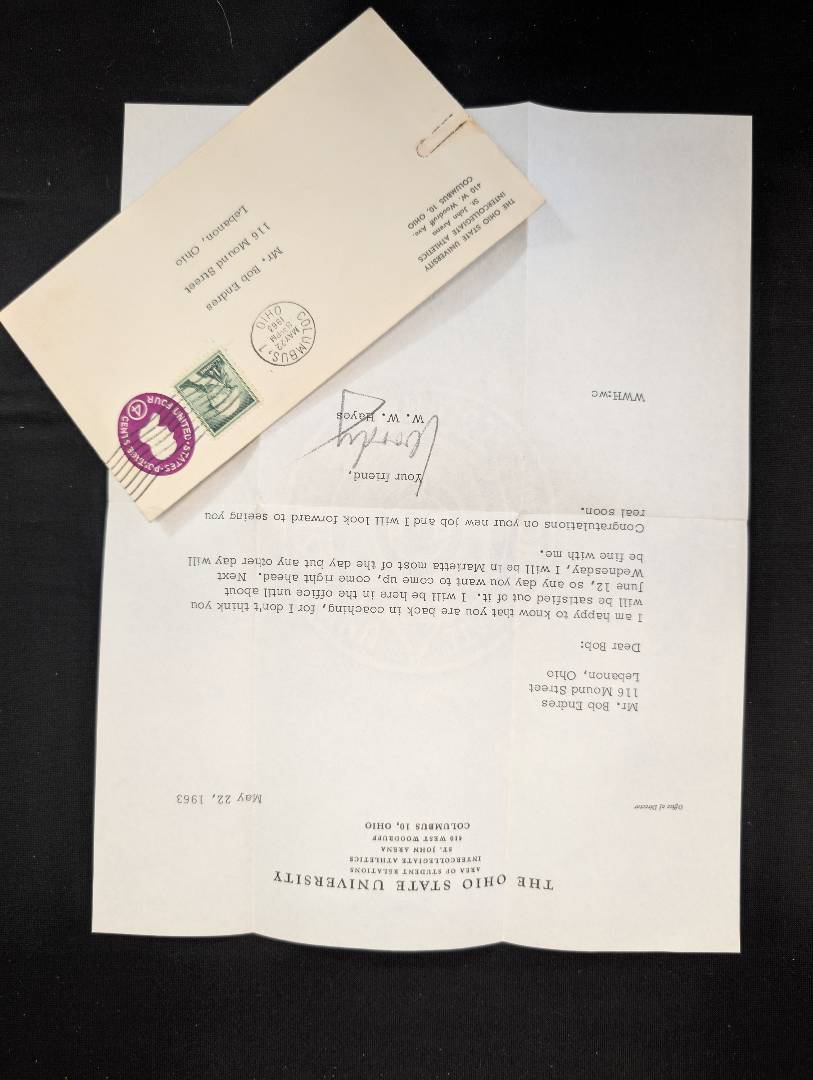 THE OHIO STATE UNIVERSITY
AREA OF STUDENT RELATIONS
INTERCOLLEGIATE ATHLETICS
ST. JOHN ARENA
410 WEST WOODRUFF
COLUMBUS 10, OHIO
Office of Director
May 22, 1963
Mr. Bob Endres
116 Mound Street
Lebanon, Ohio
Dear Bob:
I am happy to know that you are back in coaching, for I don't think you
will be satisfied out of it. I will be here in the office until about
June 12, so any day you want to come up, come right ahead. Next
Wednesday, I will be in Marietta most of the day but any other day will
be fine with me.
Congratulations on your new job and I will look forward to seeing you
real soon.
Your friend,
Woody
W. W. Hayes
WWH:wc
THE OHIO STATE UNIVERSITY
INTERCOLLEGIATE ATHLETICS
St. John Arena
410 W. Woodruff Ave.
COLUMBUS 10, OHIO
Mr. Bob Endres
116 Mound Street
Lebanon, Ohio
COLUMBUS, 1
MAY 22
1963
OHIO
UNITED·STATES·POSTAGE
FOUR CENTS
4